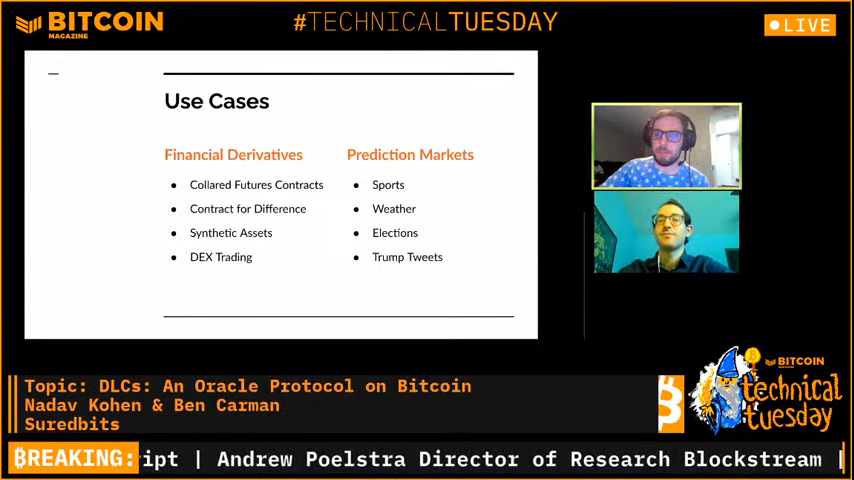 BITCOIN
MAGAZINE
#TECHNICALTUESDAY
LIVE
Use Cases
Financial Derivatives
Collared Futures Contracts
Contract for Difference
Synthetic Assets
DEX Trading
Prediction Markets
Sports
Weather
Elections
Trump Tweets
Topic: DLCs: An Oracle Protocol on Bitcoin
Nadav Kohen & Ben Carman
Suredbits
BITCOIN
MAGAZINE
technical
tuesday
BREAKING:
ipt | Andrew Poelstra Director of Research Blockstream |